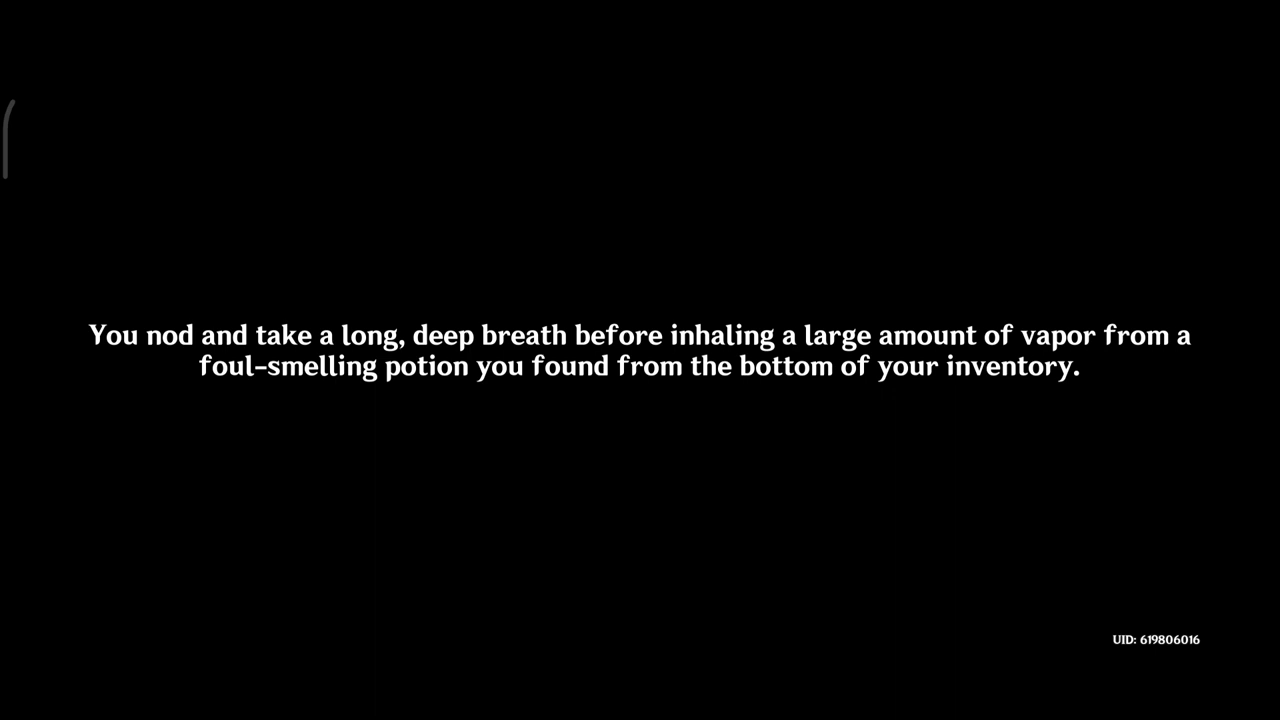 You nod and take a long, deep breath before inhaling a large amount of vapor from a
foul-smelling potion you found from the bottom of your inventory.
UID: 619806016